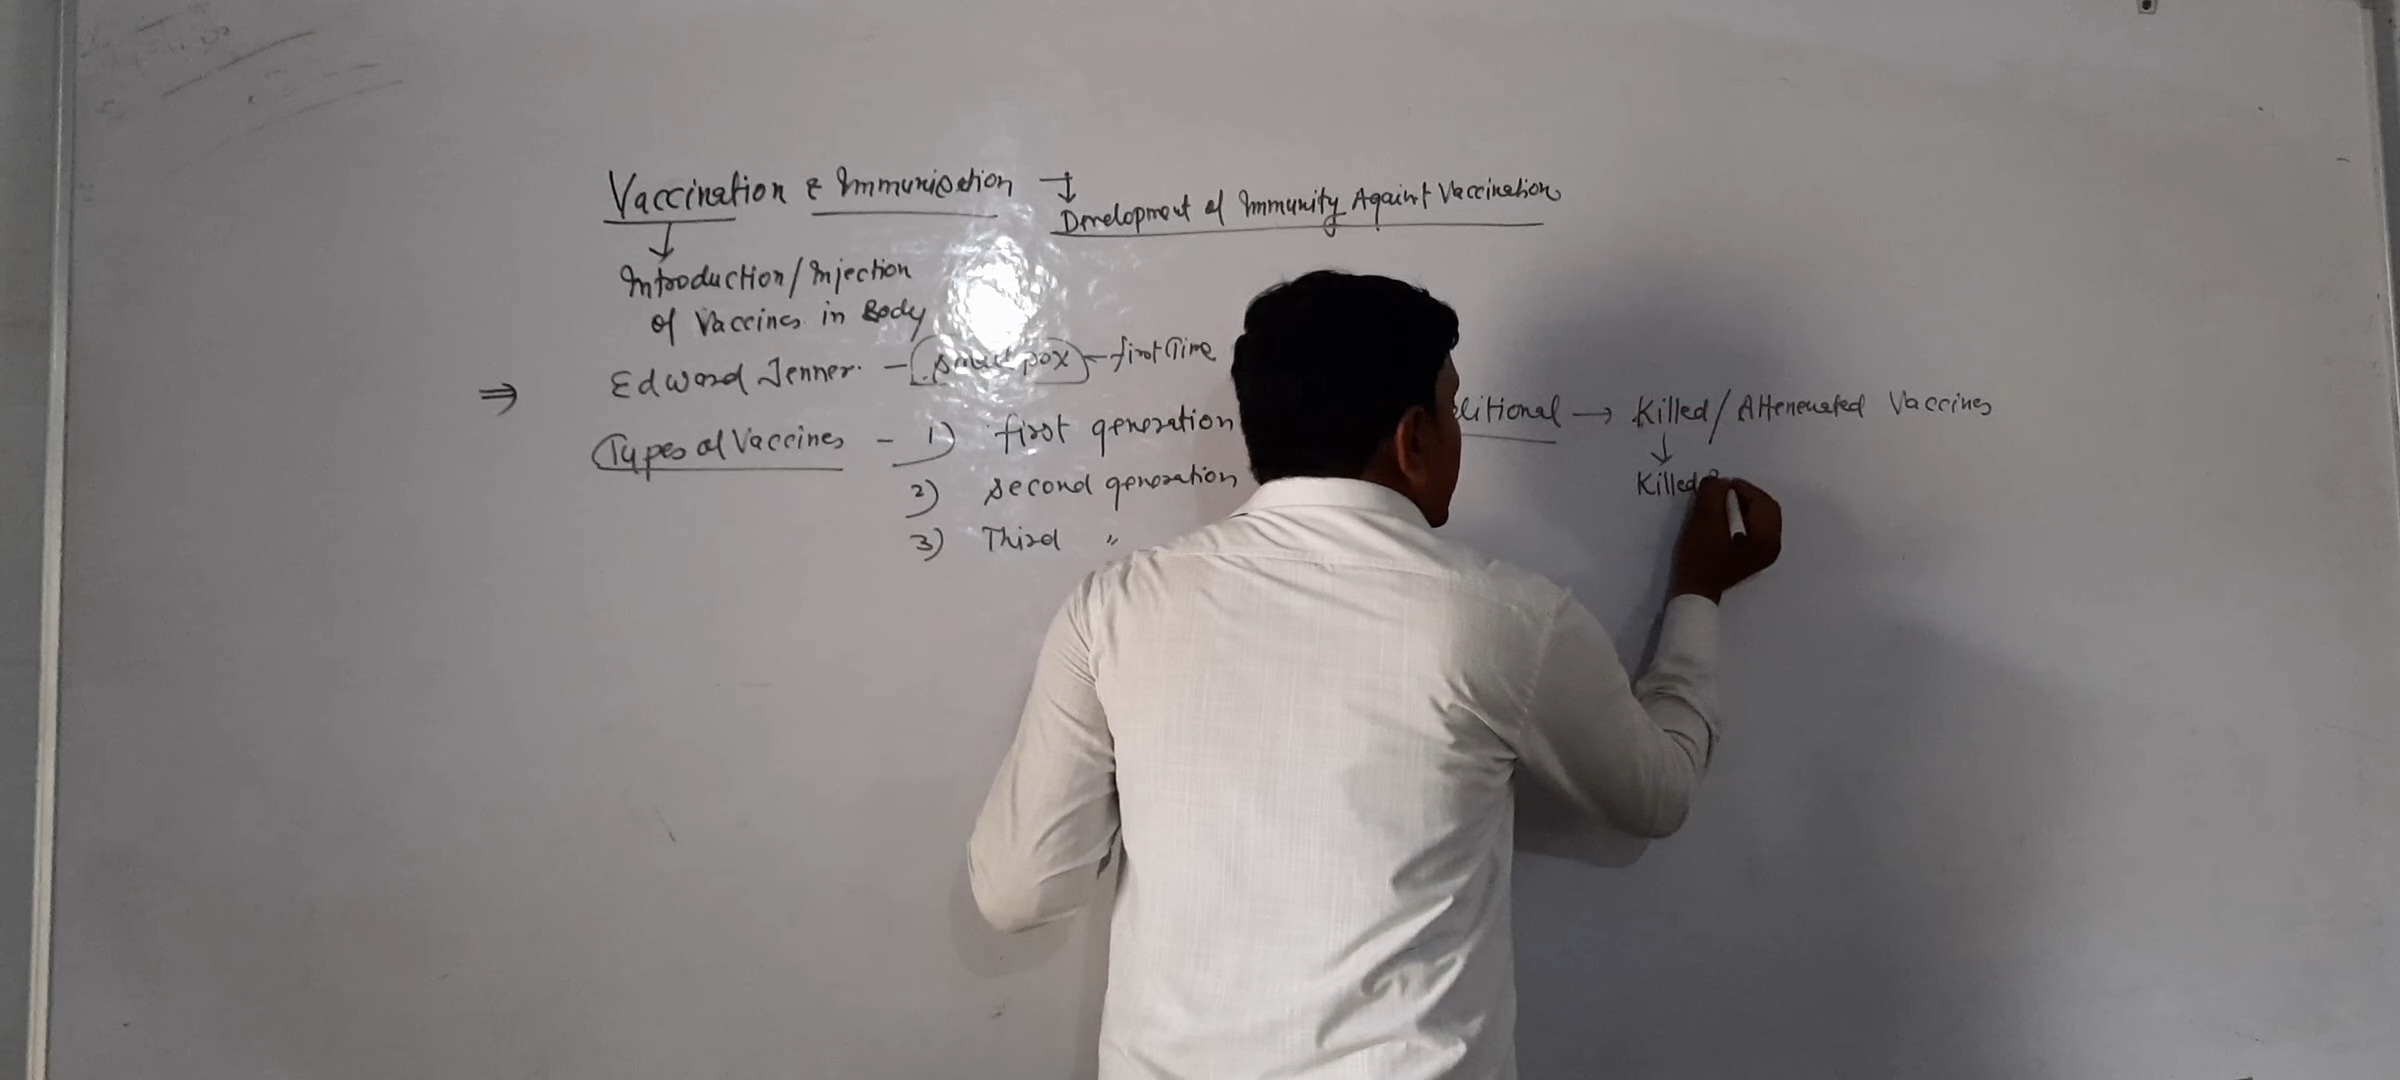 Vaccination & Immunisation →
Development of Immunity Against Vaccination
Introduction/Injection
of Vaccines in Body
⇒ Edward Jenner. - small pox - first Time
Types of Vaccines - 1) first generation → Killed/Attenuated Vaccines
Killed
2) second generation
3) Third "